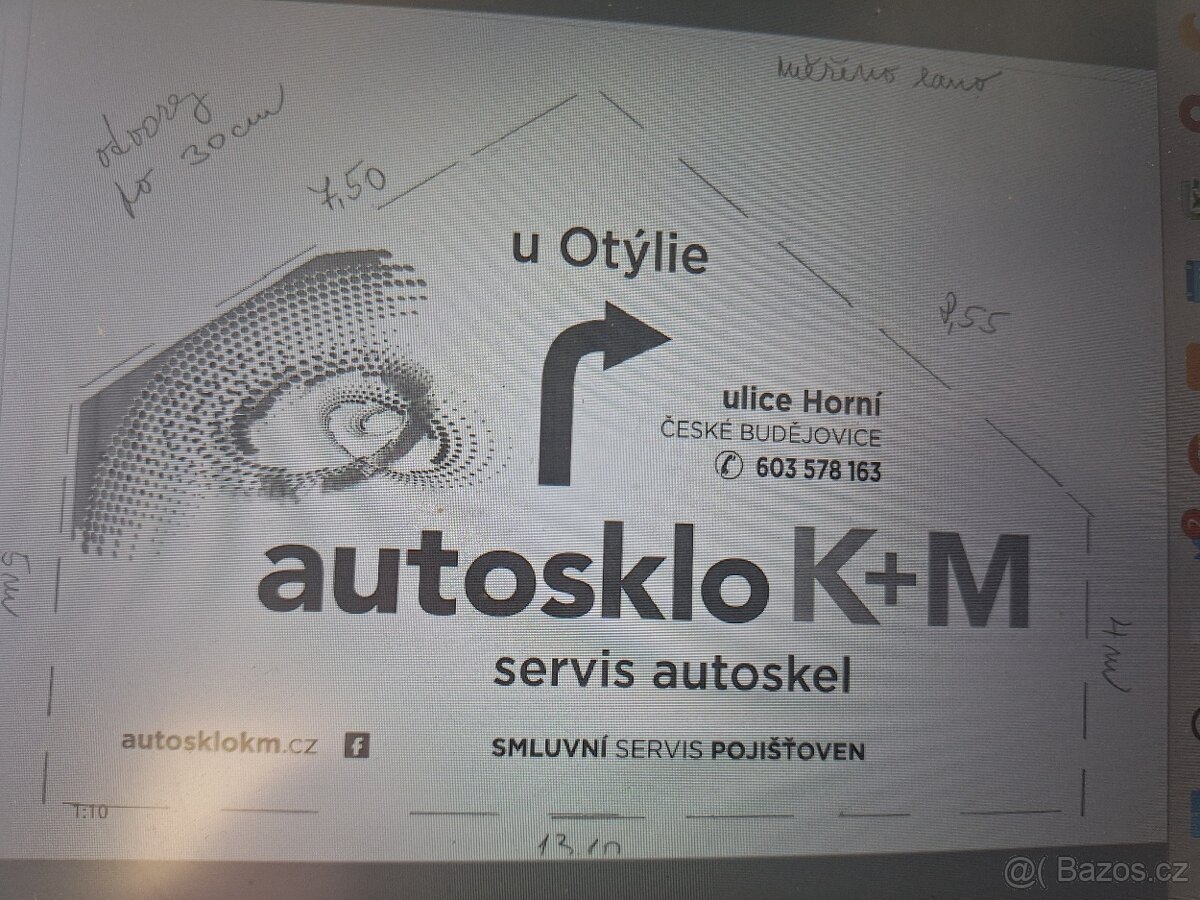 měřeno lano
otvory
po 30cm
7,50
u Otýlie
8,55
ulice Horní
ČESKÉ BUDĚJOVICE
603 578 163
autosklo K+M
5m
4m
servis autoskel
autosklokm.cz
SMLUVNÍ SERVIS POJIŠŤOVEN
1:10
13.10
@( Bazos.cz